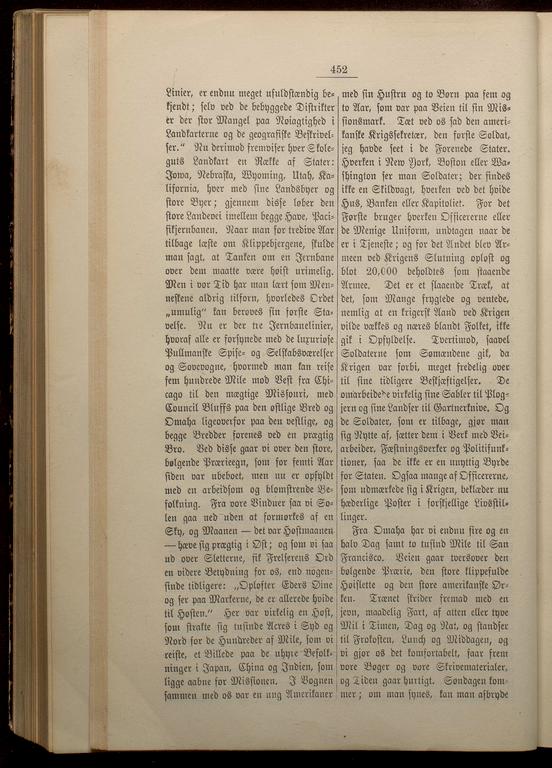 452
Linier, er endnu meget ufuldstændig be-
kjendt; selv ved de bebyggede Distrikter
er der stor Mangel paa Nøiagtighed i
Landkarterne og de geografiske Beskrivel-
ser." Nu derimod fremviser hver Skole-
guts Landkart en Række af Stater:
Jowa, Nebraska, Wyoming, Utah, Ka-
lifornia, hver med sine Landsbyer og
store Byer; gjennem disse løber den
store Landevei imellem begge Have, Paci-
fikjernbanen. Naar man for tredive Aar
tilbage læste om Klippebjergene, skulde
man sagt, at Tanken om en Jernbane
over dem maatte være høist urimelig.
Men i vor Tid har man lært som Men-
neskene aldrig tilforn, hvorledes Ordet
„umulig" kan berøves sin første Sta-
velse. Nu er der tre Jernbanelinier,
hvoraf alle er forsynede med de luxuriøse
Pullmanske Spise- og Selskabsværelser
og Sovevogne, hvormed man kan reise
fem hundrede Mile mod Vest fra Chi-
cago til den mægtige Missouri, med
Council Bluffs paa den østlige Bred og
Omaha ligeoverfor paa den vestlige, og
begge Bredder forenes ved en prægtig
Bro. Ved disse gaar vi over den store,
bølgende Prærieegn, som for femti Aar
siden var ubeboet, men nu er opfyldt
med en arbeidsom og blomstrende Be-
folkning. Fra vore Vinduer saa vi So-
len gaa ned uden at formørkes af en
Sky, og Maanen — det var Høstmaanen
— hæve sig prægtig i Øst; og som vi saa
ud over Sletterne, fik Frelserens Ord
en videre Betydning for os, end nogen-
sinde tidligere: „Opløfter Eders Øine
og ser paa Markerne, de er allerede hvide
til Høsten." Her var virkelig en Høst,
som strakte sig tusinde Acres i Syd og
Nord for de Hundreder af Mile, som vi
reiste, et Billede paa de uhyre Befolk-
ninger i Japan, China og Indien, som
ligge aabne for Missionen. I Vognen
sammen med os var en ung Amerikaner
med sin Hustru og to Børn paa fem og
to Aar, som var paa Veien til sin Mis-
sionsmark. Tæt ved os sad den ameri-
kanske Krigssekretær, den første Soldat,
jeg havde seet i de Forenede Stater.
Hverken i New York, Boston eller Wa-
shington ser man Soldater; der findes
ikke en Skildvagt, hverken ved det hvide
Hus, Banken eller Kapitoliet. For det
Første bruger hverken Officererne eller
de Menige Uniform, undtagen naar de
er i Tjeneste; og for det Andet blev Ar-
meen ved Krigens Slutning opløst og
blot 20,000 beholdtes som staaende
Armee. Det er et slaaende Træk, at
det, som Mange frygtede og ventede,
nemlig at en krigersk Aand ved Krigen
vilde vækkes og næres blandt Folket, ikke
gik i Opfyldelse. Tvertimod, saavel
Soldaterne som Sømændene gik, da
Krigen var forbi, meget fredelig over
til sine tidligere Beskjæftigelser. De
omarbeidede virkelig sine Sabler til Plog-
jern og sine Landser til Gartnerknive. Og
de Soldater, som er tilbage, gjør man
sig Nytte af, sætter dem i Verk med Vei-
arbeider, Fæstningsverker og Politifunk-
tioner, saa de ikke er en unyttig Byrde
for Staten. Ogsaa mange af Officererne,
som udmærkede sig i Krigen, beklæder nu
hæderlige Poster i forskjellige Livsstil-
linger.
Fra Omaha har vi endnu fire og en
halv Dag samt to tusind Mile til San
Francisco. Veien gaar tversover den
bølgende Prærie, den store klippefulde
Høislette og den store amerikanske Ør-
ken. Trænet strider fremad med en
jevn, maadelig Fart, af atten eller tyve
Mil i Timen, Dag og Nat, og standser
til Frokosten, Lunch og Middagen, og
vi gjør os det komfortabelt, faar frem
vore Bøger og vore Skrivematerialer,
og Tiden gaar hurtigt. Søndagen kom-
mer; om man synes, kan man afbryde